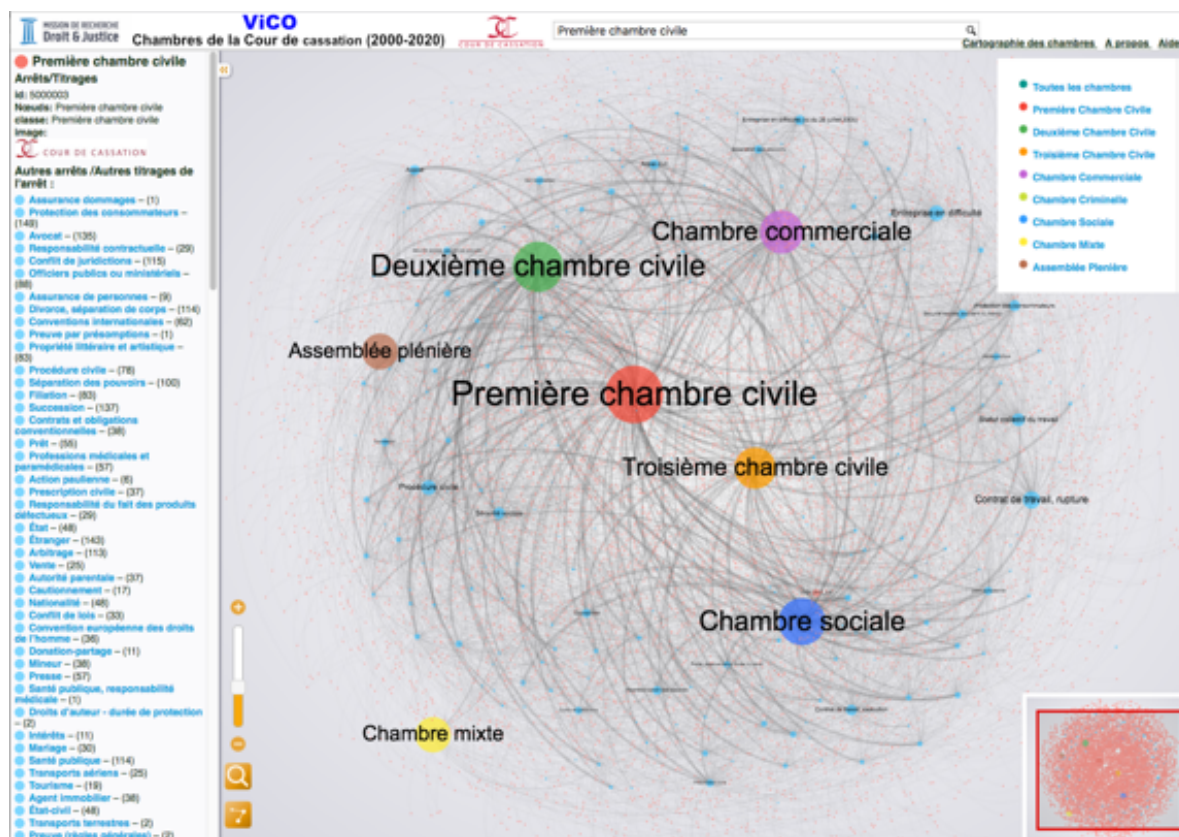 MISSION DE RECHERCHE
Droit & Justice
ViCO
Chambres de la Cour de cassation (2000-2020)
COUR DE CASSATION
Première chambre civile
Cartographie des chambres
A propos
Aide
Première chambre civile
Arrêts/Titrages
id: 5000003
Nœuds: Première chambre civile
classe: Première chambre civile
image:
COUR DE CASSATION
Autres arrêts /Autres titrages de
l'arrêt :
Assurance dommages – (1)
Protection des consommateurs –
(149)
Avocat – (135)
Responsabilité contractuelle – (29)
Conflit de juridictions – (115)
Officiers publics ou ministériels –
(88)
Assurance de personnes – (9)
Divorce, séparation de corps – (114)
Conventions internationales – (62)
Preuve par présomptions – (1)
Propriété littéraire et artistique –
(83)
Procédure civile – (78)
Séparation des pouvoirs – (100)
Filiation – (83)
Succession – (137)
Contrats et obligations
conventionnelles – (38)
Prêt – (55)
Professions médicales et
paramédicales – (57)
Action paulienne – (6)
Prescription civile – (37)
Responsabilité du fait des produits
défectueux – (29)
État – (48)
Étranger – (143)
Arbitrage – (113)
Vente – (25)
Autorité parentale – (37)
Cautionnement – (17)
Nationalité – (48)
Conflit de lois – (33)
Convention européenne des droits
de l'homme – (36)
Donation-partage – (11)
Mineur – (38)
Presse – (57)
Santé publique, responsabilité
médicale – (1)
Droits d'auteur - durée de protection
– (2)
Intérêts – (11)
Mariage – (30)
Santé publique – (114)
Transports aériens – (25)
Tourisme – (19)
Agent immobilier – (36)
État-civil – (48)
Transports terrestres – (2)
Preuve (règles générales) – (2)
Toutes les chambres
Première Chambre Civile
Deuxième Chambre Civile
Troisième Chambre Civile
Chambre Commerciale
Chambre Criminelle
Chambre Sociale
Chambre Mixte
Assemblée Plenière
Entreprise en difficulté
Chambre commerciale
Deuxième chambre civile
Assemblée plénière
Première chambre civile
Statut collectif du travail
Troisième chambre civile
Procédure civile
Contrat de travail, rupture
Chambre sociale
Contrat de travail, exécution
Chambre mixte